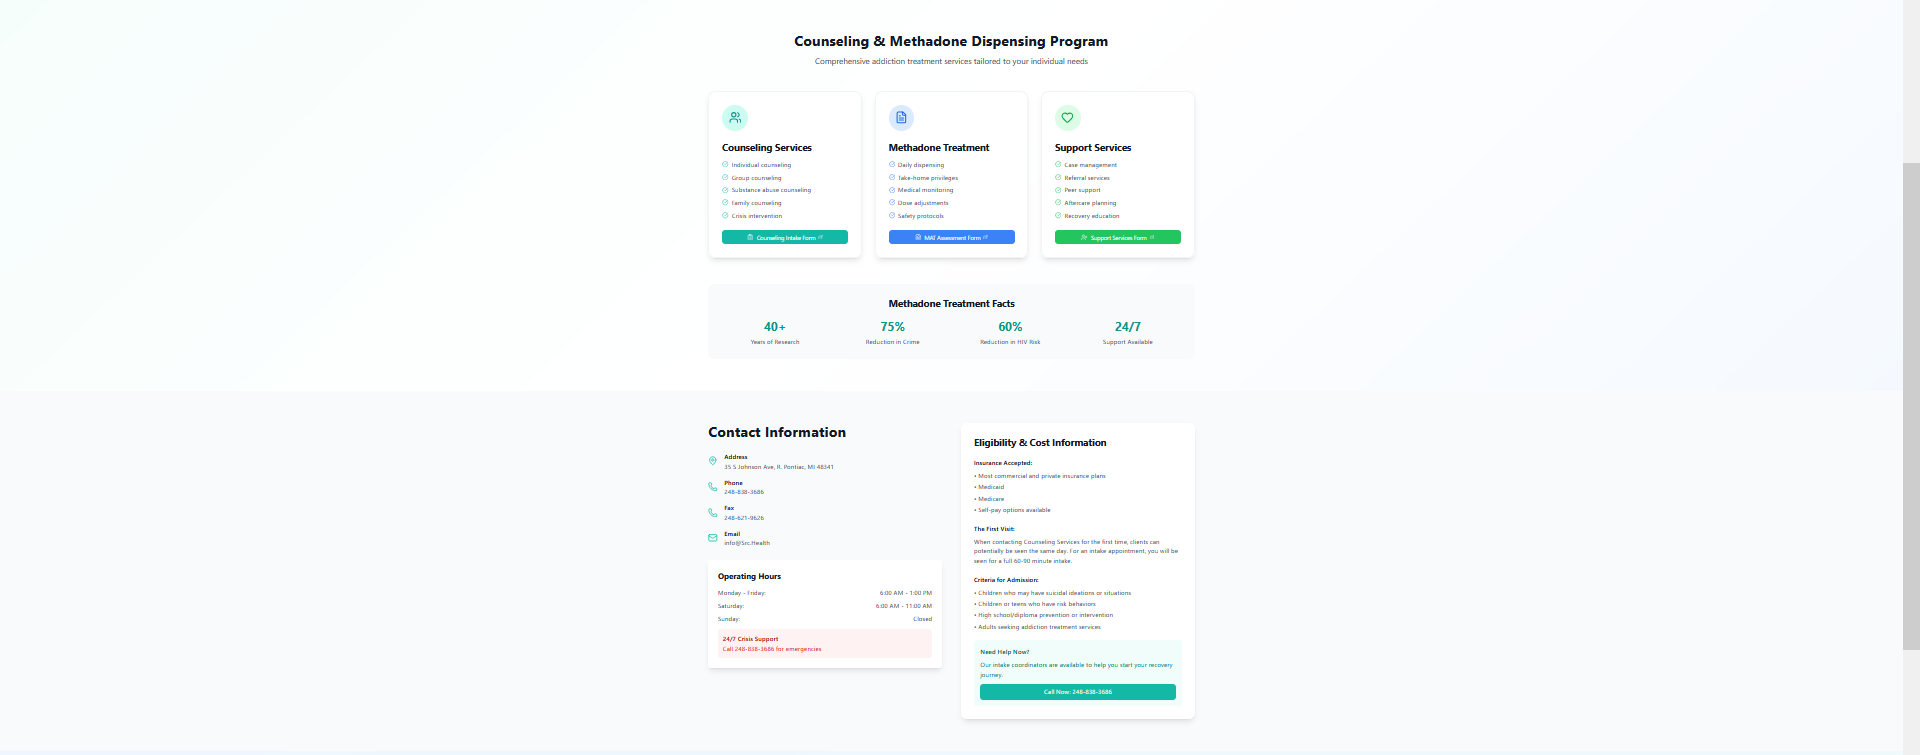 Counseling & Methadone Dispensing Program
Comprehensive addiction treatment services tailored to your individual needs
Counseling Services
Individual counseling
Group counseling
Substance abuse counseling
Family counseling
Crisis intervention
Counseling Intake Form
Methadone Treatment
Daily dispensing
Take-home privileges
Medical monitoring
Dose adjustments
Safety protocols
MAT Assessment Form
Support Services
Case management
Referral services
Peer support
Aftercare planning
Recovery education
Support Services Form
Methadone Treatment Facts
40+
Years of Research
75%
Reduction in Crime
60%
Reduction in HIV Risk
24/7
Support Available
Contact Information
Address
35 S Johnson Ave, R. Pontiac, MI 48341
Phone
248-838-3686
Fax
248-621-9626
Email
info@Src.Health
Operating Hours
Monday - Friday: 6:00 AM - 1:00 PM
Saturday: 6:00 AM - 11:00 AM
Sunday: Closed
24/7 Crisis Support
Call 248-838-3686 for emergencies
Eligibility & Cost Information
Insurance Accepted:
• Most commercial and private insurance plans
• Medicaid
• Medicare
• Self-pay options available
The First Visit:
When contacting Counseling Services for the first time, clients can
potentially be seen the same day. For an intake appointment, you will be
seen for a full 60-90 minute intake.
Criteria for Admission:
• Children who may have suicidal ideations or situations
• Children or teens who have risk behaviors
• High school/diploma prevention or intervention
• Adults seeking addiction treatment services
Need Help Now?
Our intake coordinators are available to help you start your recovery
journey.
Call Now: 248-838-3686